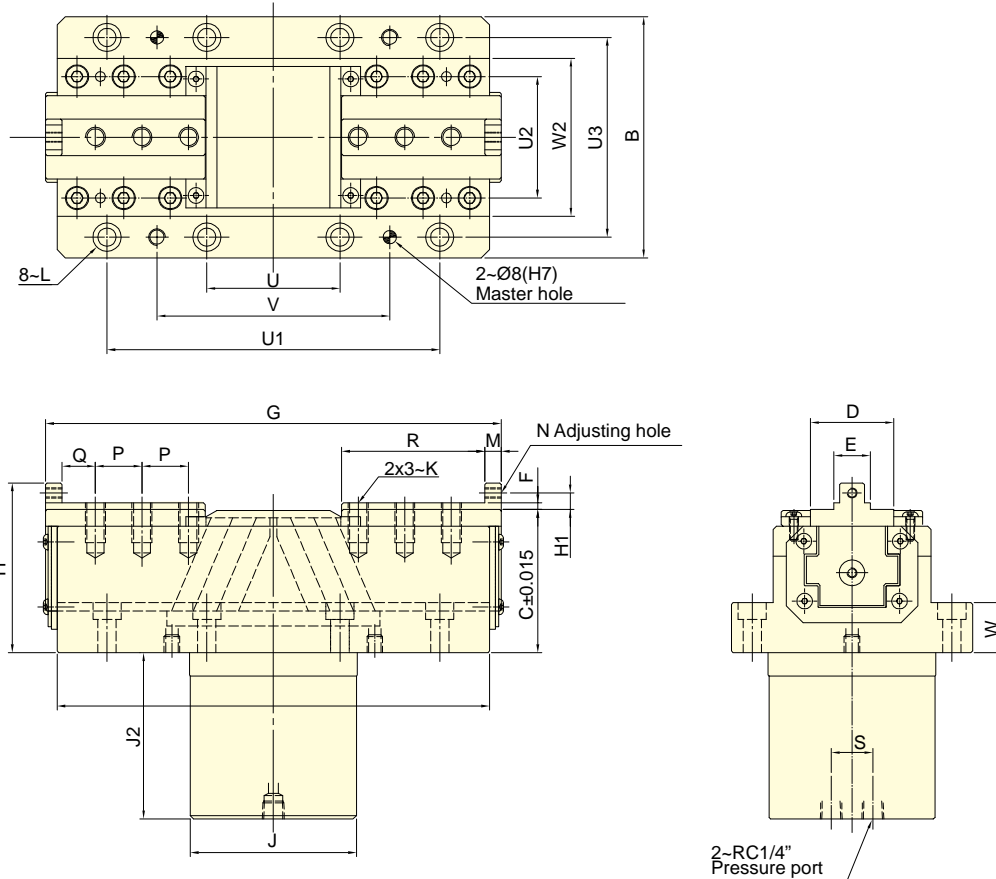 U2
W2
U3
B
8~L
U
V
U1
2~Ø8(H7)
Master hole
G
Q
P
P
R
M
N Adjusting hole
2x3~K
F
H1
H
C±0.015
J2
J
D
E
W
S
2~RC1/4”
Pressure port